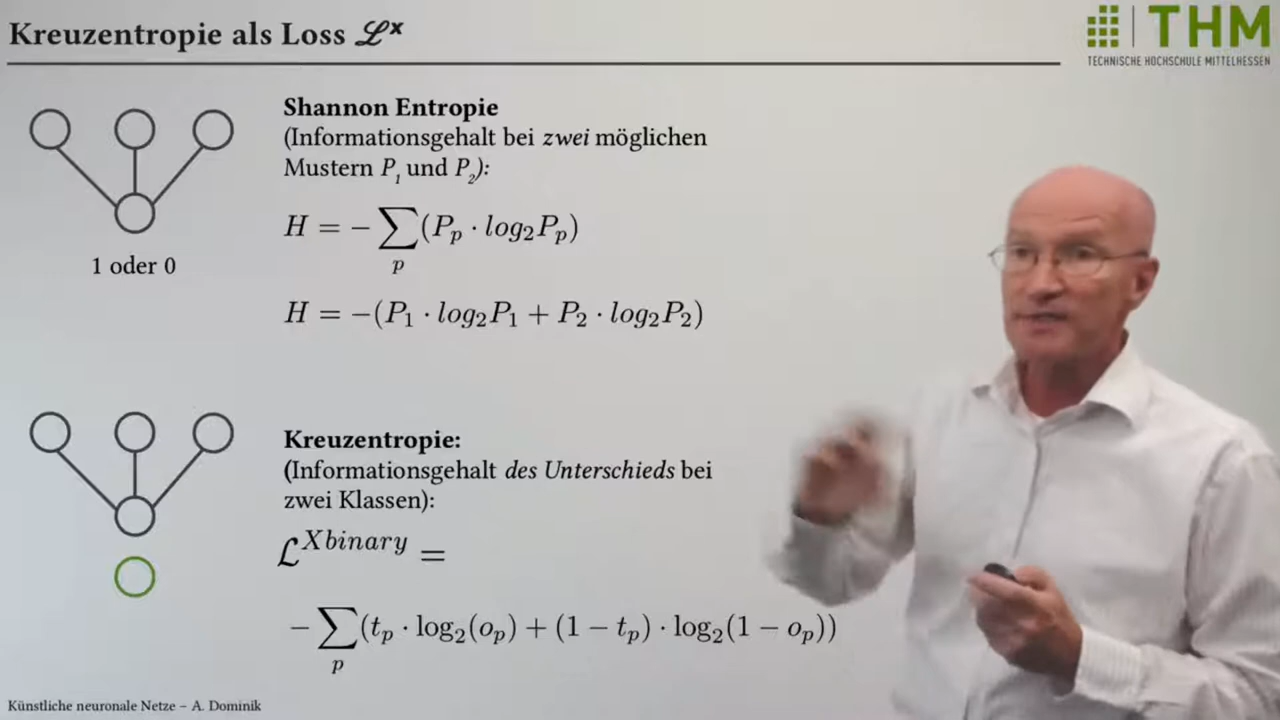 Kreuzentropie als Loss ℒˣ
THM
TECHNISCHE HOCHSCHULE MITTELHESSEN
Shannon Entropie
(Informationsgehalt bei zwei möglichen
Mustern P₁ und P₂):
H = − ∑ₚ (Pₚ · log₂Pₚ)
1 oder 0
H = −(P₁ · log₂P₁ + P₂ · log₂P₂)
Kreuzentropie:
(Informationsgehalt des Unterschieds bei
zwei Klassen):
ℒ^Xbinary =
− ∑ₚ (tₚ · log₂(oₚ) + (1 − tₚ) · log₂(1 − oₚ))
Künstliche neuronale Netze – A. Dominik